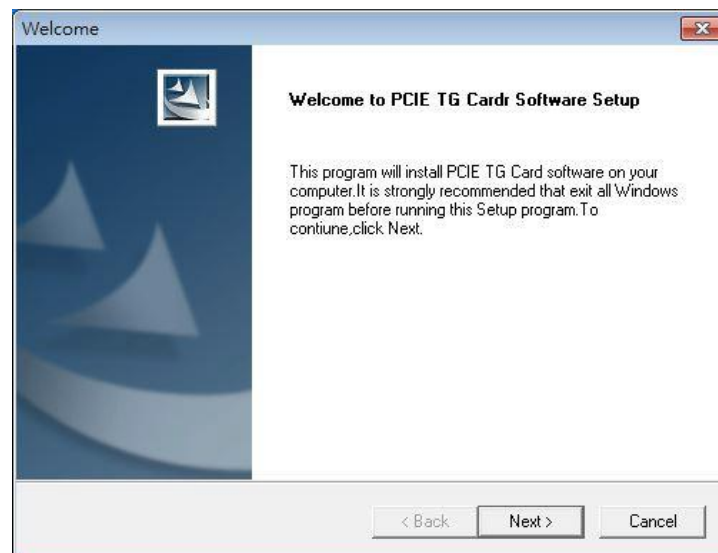 Welcome
Welcome to PCIE TG Cardr Software Setup
This program will install PCIE TG Card software on your
computer.It is strongly recommended that exit all Windows
program before running this Setup program.To
contiune,click Next.
< Back
Next >
Cancel